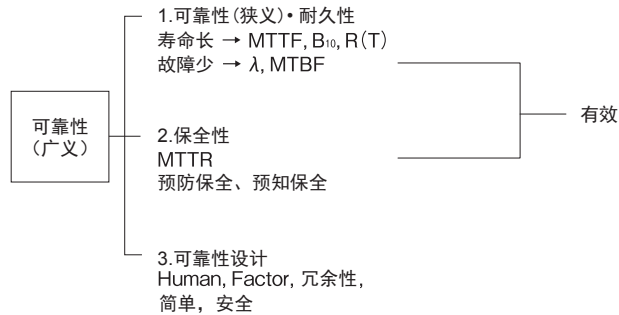 1.可靠性(狭义)·耐久性
寿命长 → MTTF, B10, R(T)
故障少 → λ, MTBF
可靠性
(广义)
有效
2.保全性
MTTR
预防保全、预知保全
3.可靠性设计
Human, Factor, 冗余性,
简单，安全